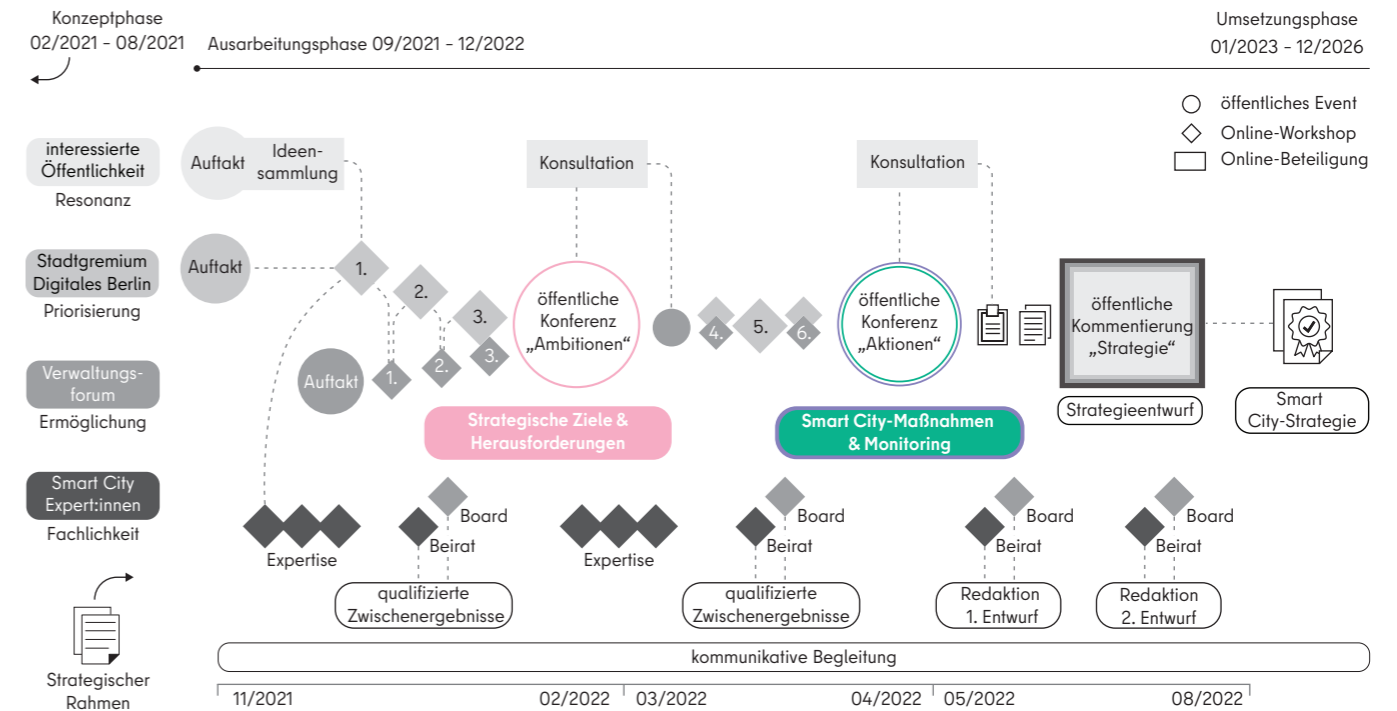 Konzeptphase
02/2021 - 08/2021
Ausarbeitungsphase 09/2021 - 12/2022
Umsetzungsphase
01/2023 - 12/2026
öffentliches Event
Online-Workshop
Online-Beteiligung
interessierte
Öffentlichkeit
Resonanz
Auftakt
Ideen-
sammlung
Konsultation
Konsultation
Stadtgremium
Digitales Berlin
Priorisierung
Auftakt
1.
2.
3.
öffentliche
Konferenz
„Ambitionen“
4.
5.
6.
öffentliche
Konferenz
„Aktionen“
öffentliche
Kommentierung
„Strategie“
Verwaltungs-
forum
Ermöglichung
Auftakt
1.
2.
3.
Strategische Ziele &
Herausforderungen
Smart City-Maßnahmen
& Monitoring
Strategieentwurf
Smart
City-Strategie
Smart City
Expert:innen
Fachlichkeit
Expertise
Board
Beirat
Expertise
Board
Beirat
Board
Beirat
Board
Beirat
qualifizierte
Zwischenergebnisse
qualifizierte
Zwischenergebnisse
Redaktion
1. Entwurf
Redaktion
2. Entwurf
Strategischer
Rahmen
kommunikative Begleitung
11/2021
02/2022
03/2022
04/2022
05/2022
08/2022